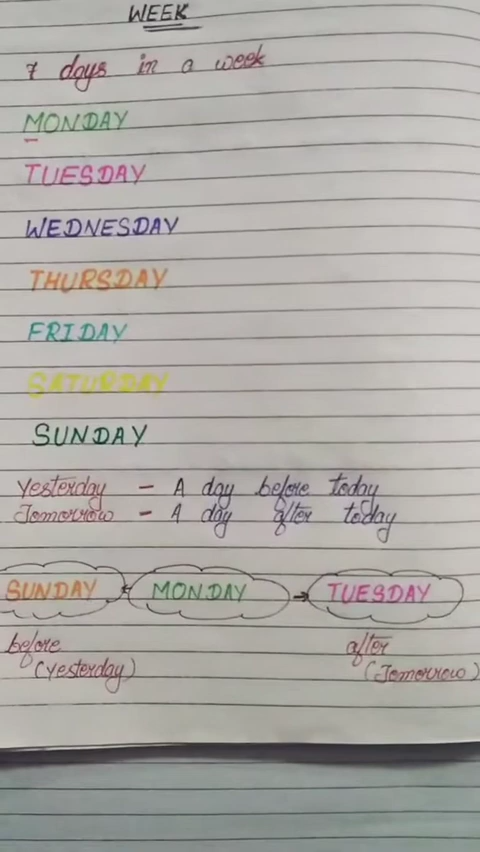 WEEK
7 days in a week
MONDAY
TUESDAY
WEDNESDAY
THURSDAY
FRIDAY
SATURDAY
SUNDAY
Yesterday - A day before today
Tomorrow - A day after today
SUNDAY ← MONDAY → TUESDAY
before after
(Yesterday) (Tomorrow)